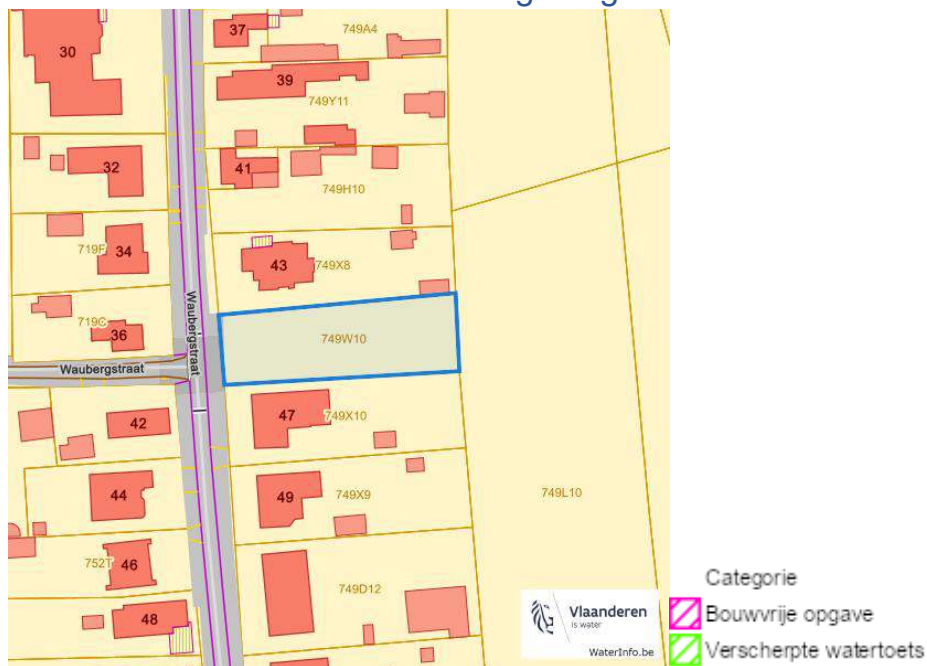 30
37
749A4
39
749Y11
32
41
749H10
34
719F
43
749X8
Waubergstraat
719C
36
749W10
Waubergstraat
47
749X10
42
44
49
749X9
749L10
752T
46
749D12
48
Vlaanderen
is water
WaterInfo.be
Categorie
Bouwvrije opgave
Verscherpte watertoets